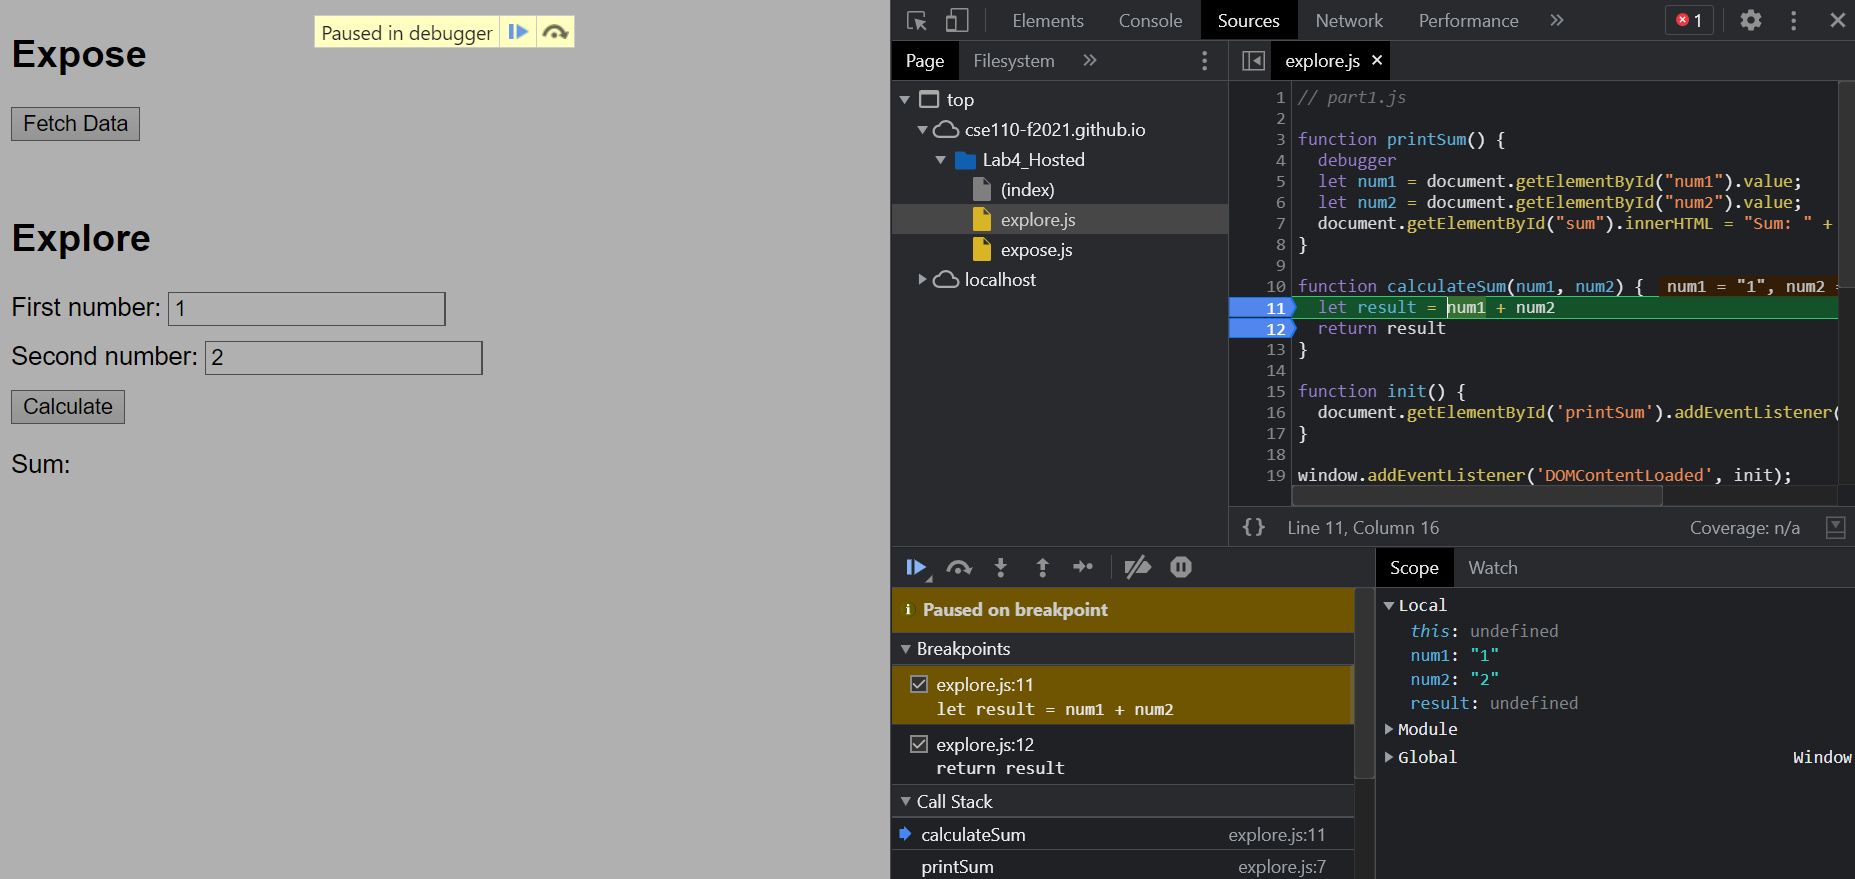 Paused in debugger
Expose
Fetch Data
Explore
First number: 1
Second number: 2
Calculate
Sum:
Elements Console Sources Network Performance » 1
Page Filesystem »
explore.js ×
top
cse110-f2021.github.io
Lab4_Hosted
(index)
explore.js
expose.js
localhost
1 // part1.js
2
3 function printSum() {
4 debugger
5 let num1 = document.getElementById("num1").value;
6 let num2 = document.getElementById("num2").value;
7 document.getElementById("sum").innerHTML = "Sum: " +
8 }
9
10 function calculateSum(num1, num2) { num1 = "1", num2 =
11 let result = num1 + num2
12 return result
13 }
14
15 function init() {
16 document.getElementById('printSum').addEventListener(
17 }
18
19 window.addEventListener('DOMContentLoaded', init);
{} Line 11, Column 16 Coverage: n/a
Paused on breakpoint
Breakpoints
explore.js:11
let result = num1 + num2
explore.js:12
return result
Call Stack
calculateSum explore.js:11
printSum explore.js:7
Scope Watch
Local
this: undefined
num1: "1"
num2: "2"
result: undefined
Module
Global Window